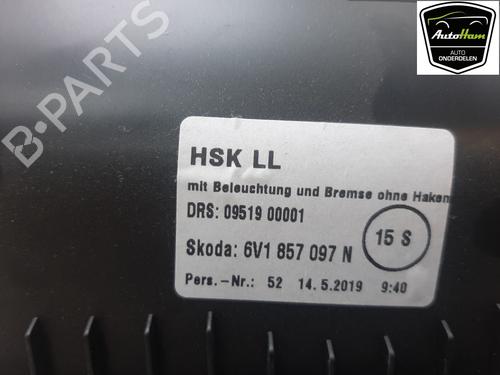 AutoHam
AUTO
ONDERDELEN
B-PARTS
HSK LL
mit Beleuchtung und Bremse ohne Haken
DRS: 09519 00001
Skoda: 6V1 857 097 N
15 S
Pers.-Nr.: 52 14.5.2019 9:40